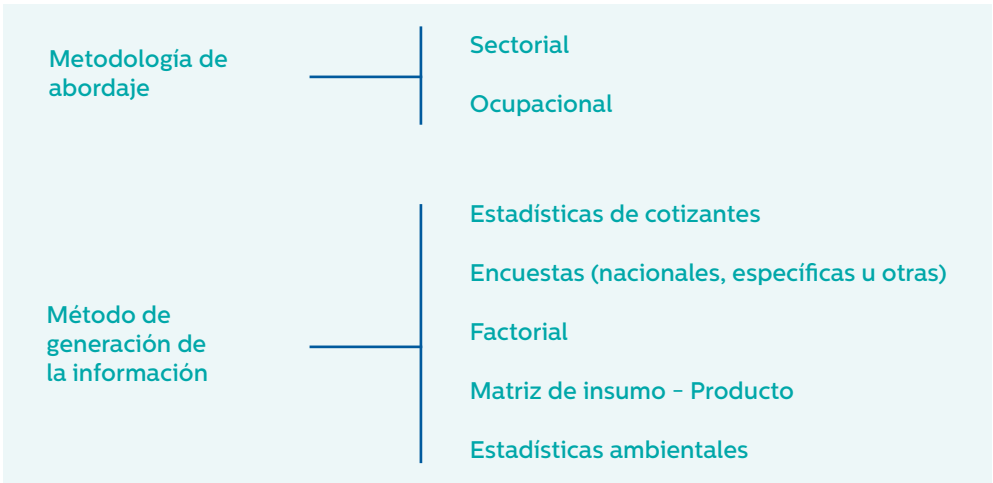 Metodología de
abordaje
Sectorial
Ocupacional
Método de
generación de
la información
Estadísticas de cotizantes
Encuestas (nacionales, específicas u otras)
Factorial
Matriz de insumo - Producto
Estadísticas ambientales